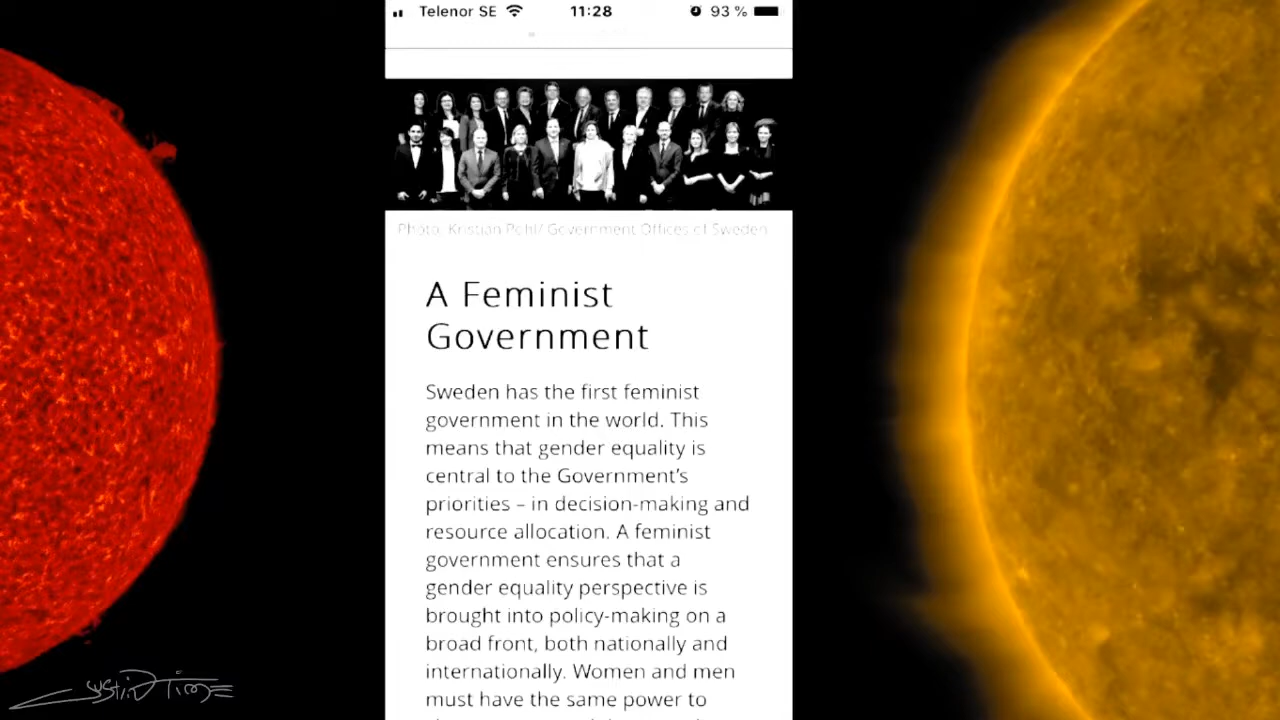 Telenor SE 11:28 93 %
Photo: Kristian Pohl/ Government Offices of Sweden
A Feminist
Government
Sweden has the first feminist
government in the world. This
means that gender equality is
central to the Government’s
priorities – in decision-making and
resource allocation. A feminist
government ensures that a
gender equality perspective is
brought into policy-making on a
broad front, both nationally and
internationally. Women and men
must have the same power to
Justin Time